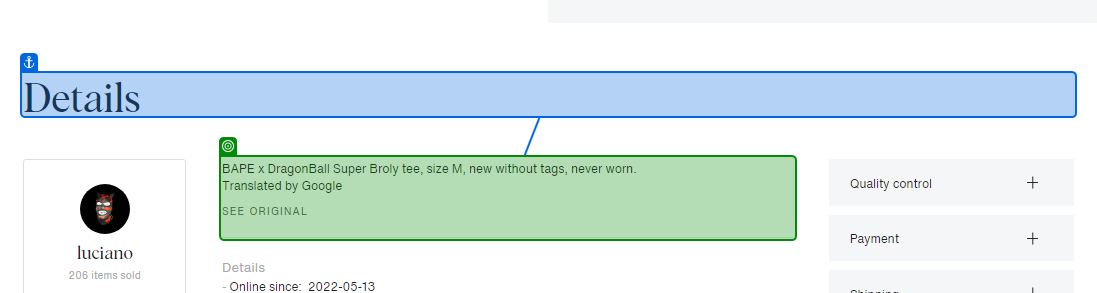 Details
BAPE x DragonBall Super Broly tee, size M, new without tags, never worn.
Translated by Google
SEE ORIGINAL
luciano
206 items sold
Details
- Online since: 2022-05-13
Quality control
Payment